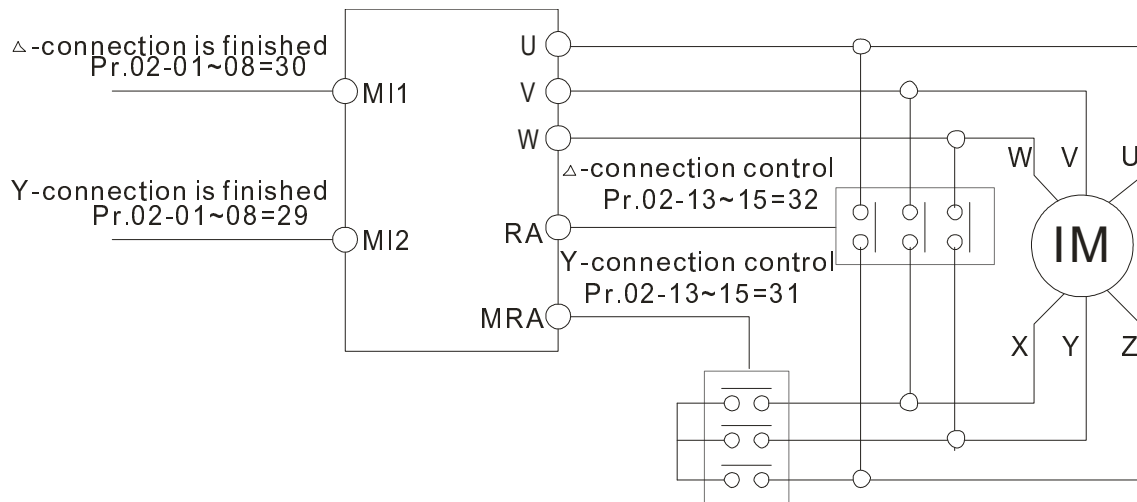 △-connection is finished
Pr.02-01~08=30
MI1
Y-connection is finished
Pr.02-01~08=29
MI2
U
V
W
△-connection control
Pr.02-13~15=32
RA
Y-connection control
Pr.02-13~15=31
MRA
W V U
IM
X Y Z